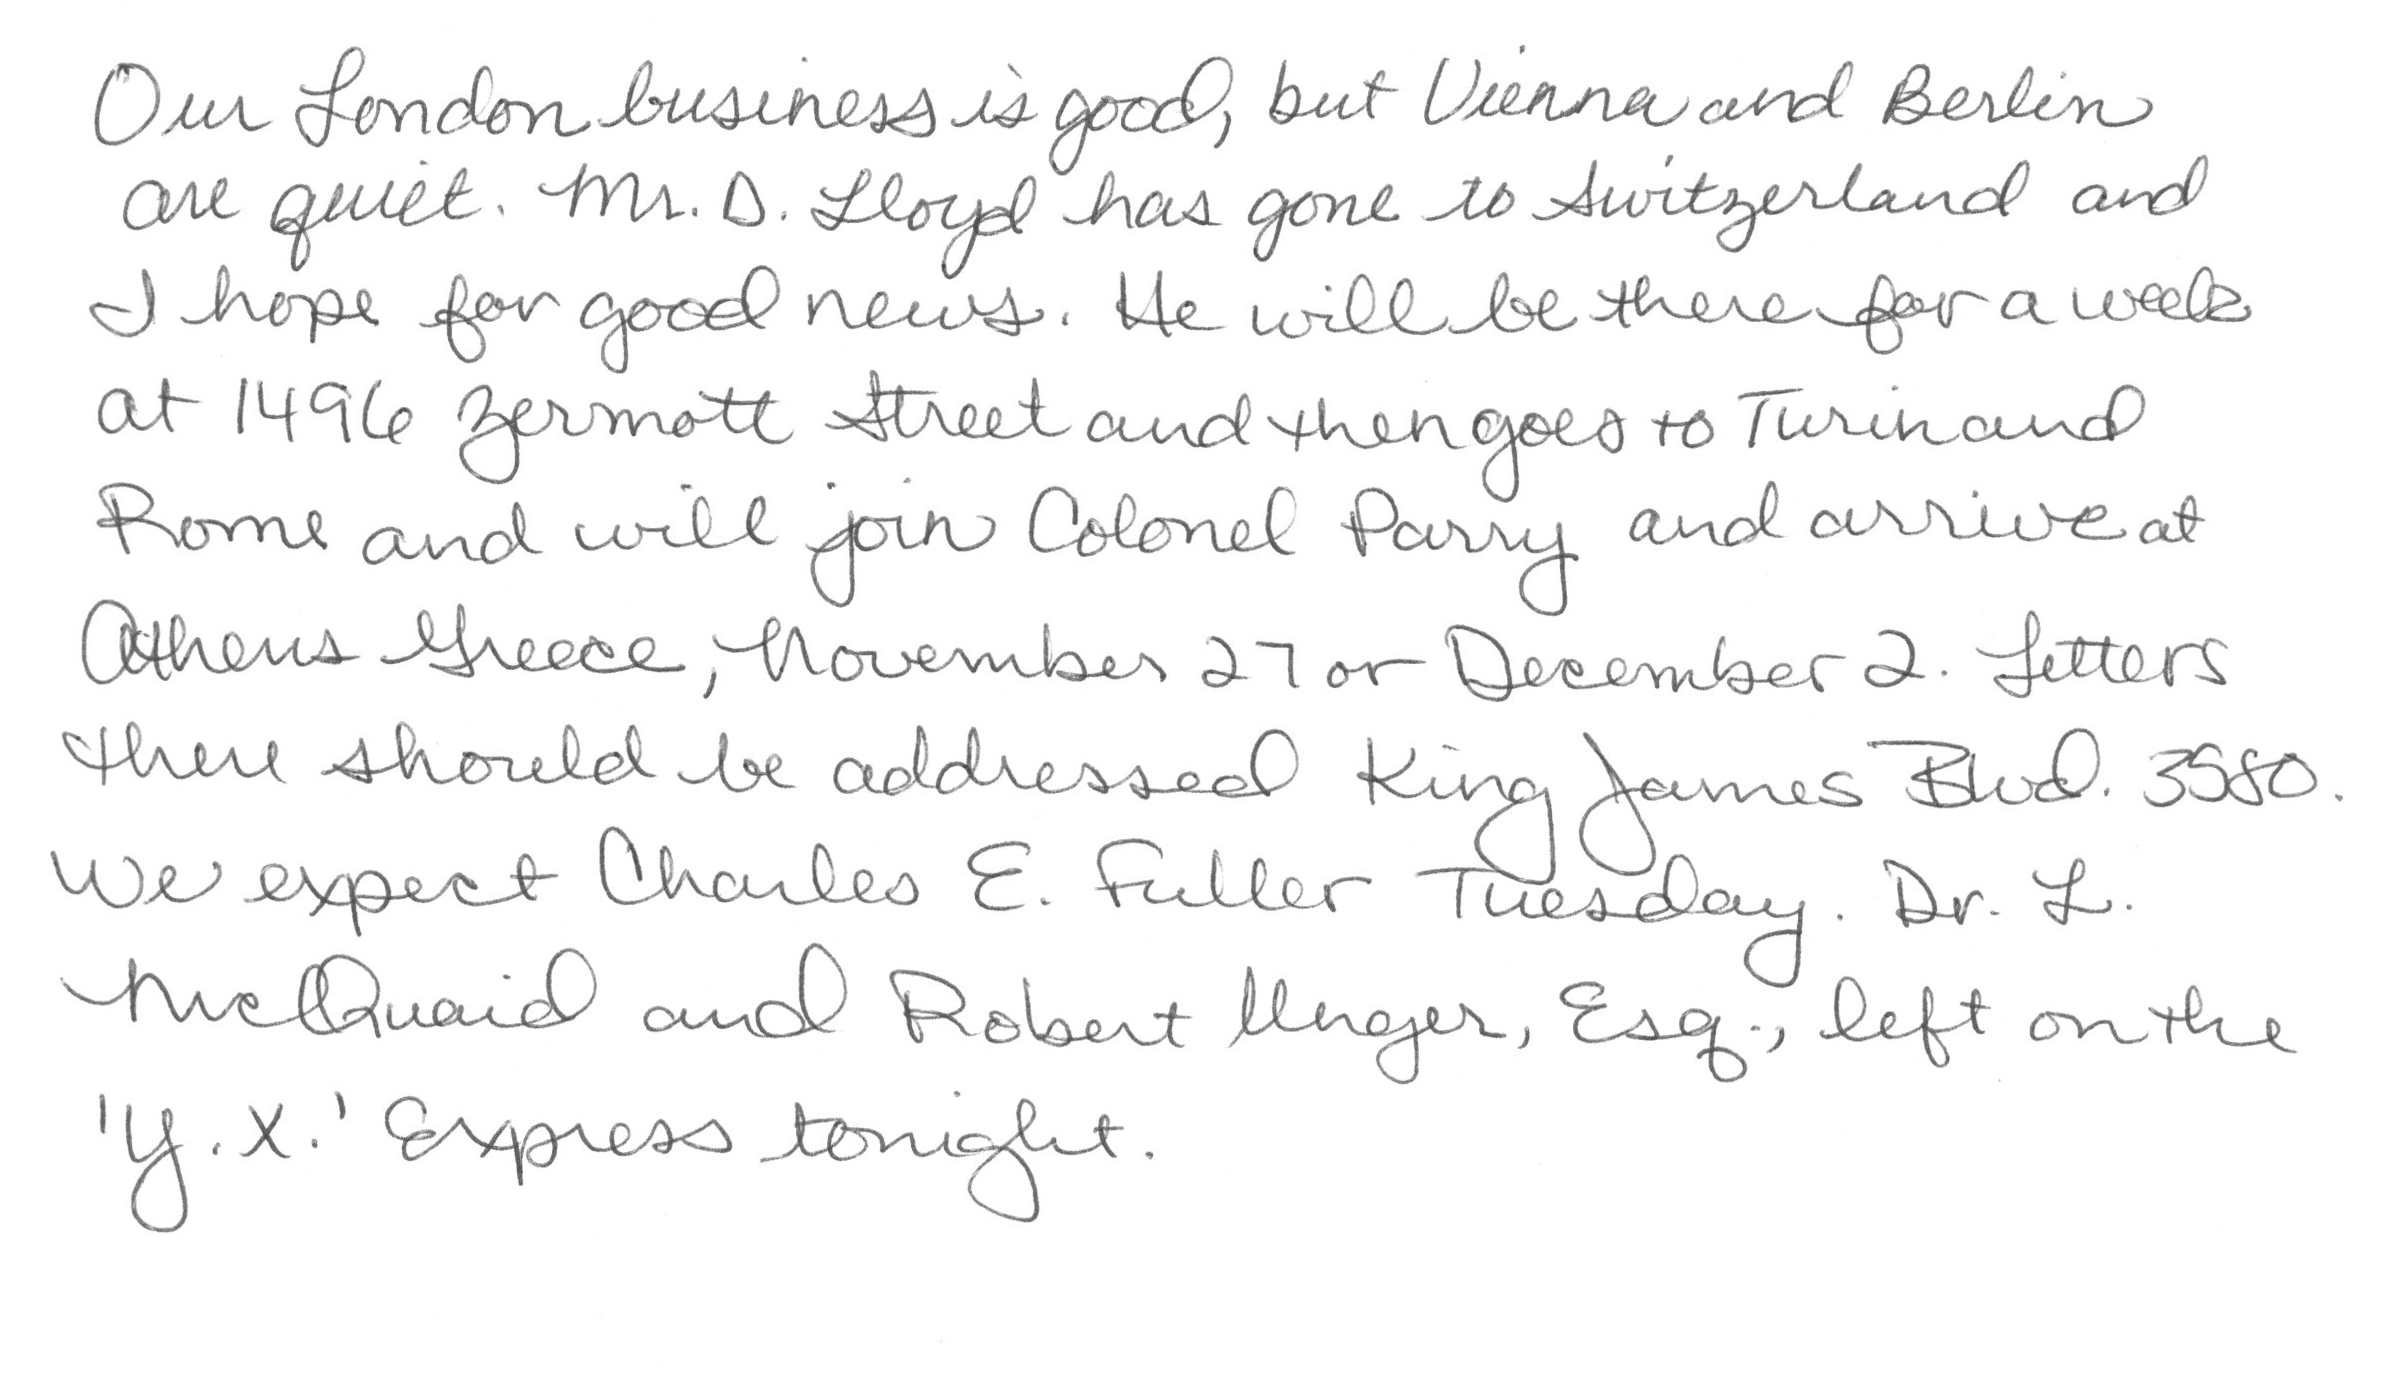 Our London business is good, but Vienna and Berlin
are quiet. Mr. D. Lloyd has gone to Switzerland and
I hope for good news. He will be there for a week
at 1496 Zermott Street and then goes to Turin and
Rome and will join Colonel Parry and arrive at
Athens Greece, November 27 or December 2. Letters
there should be addressed King James Blvd. 3580.
We expect Charles E. Fuller Tuesday. Dr. L.
McQuaid and Robert Unger, Esq., left on the
'Y.X.' Express tonight.